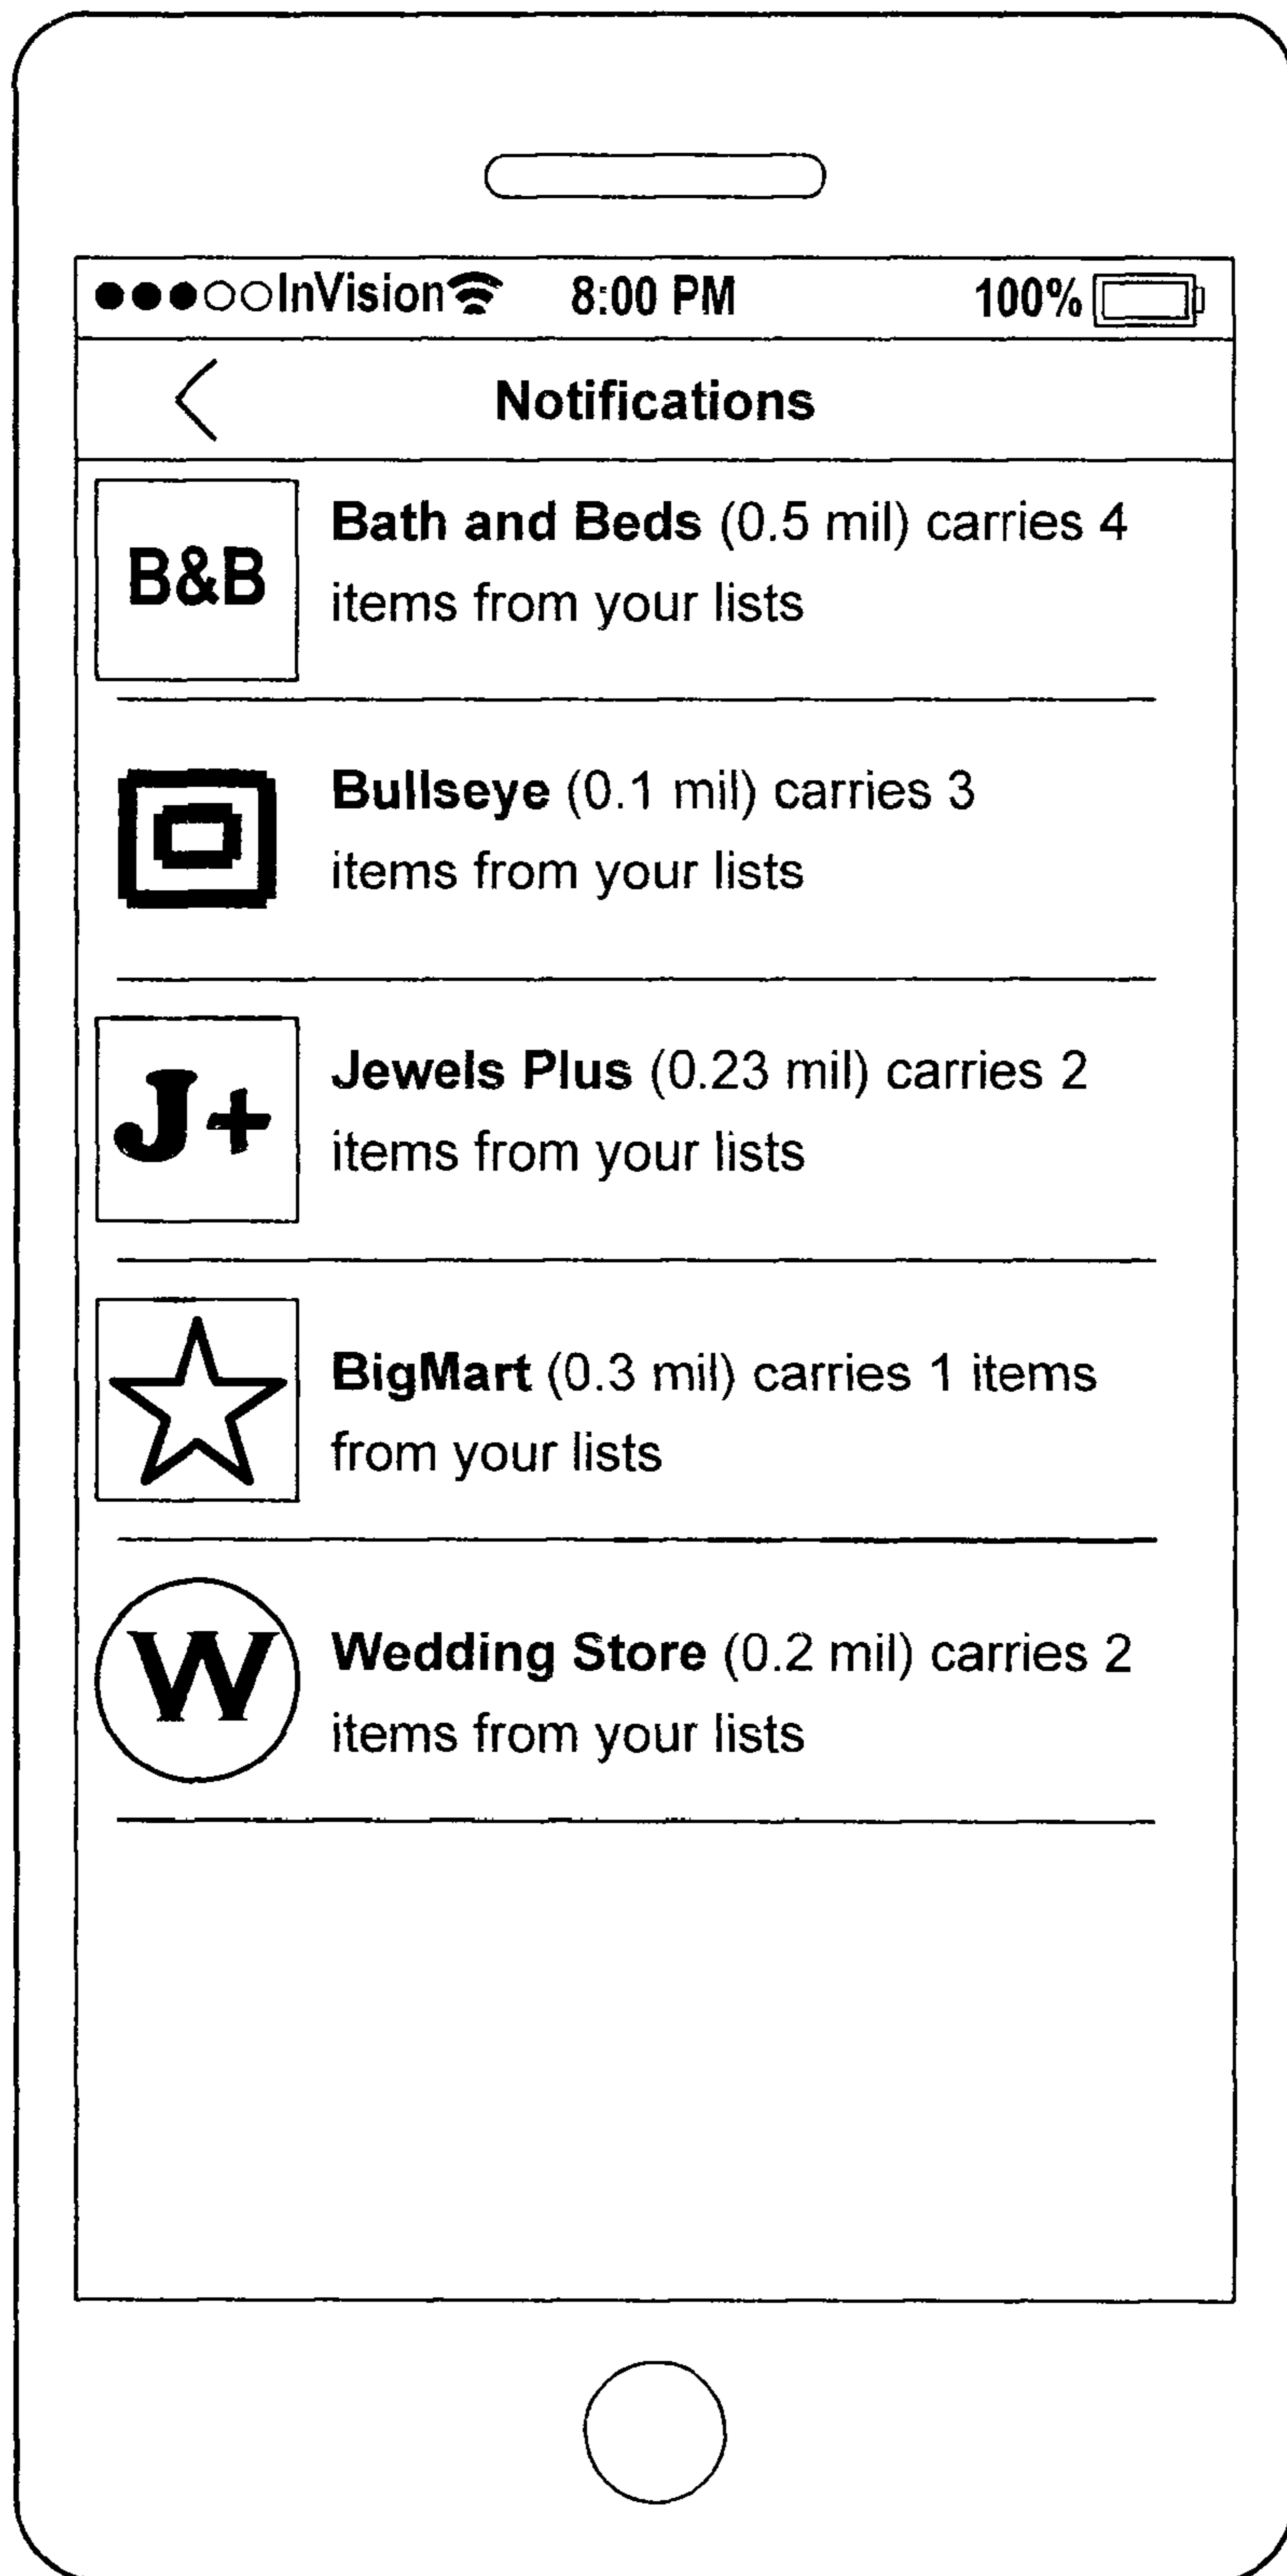 InVision 8:00 PM 100%
Notifications
B&B
Bath and Beds (0.5 mil) carries 4
items from your lists
Bullseye (0.1 mil) carries 3
items from your lists
J+
Jewels Plus (0.23 mil) carries 2
items from your lists
BigMart (0.3 mil) carries 1 items
from your lists
W
Wedding Store (0.2 mil) carries 2
items from your lists